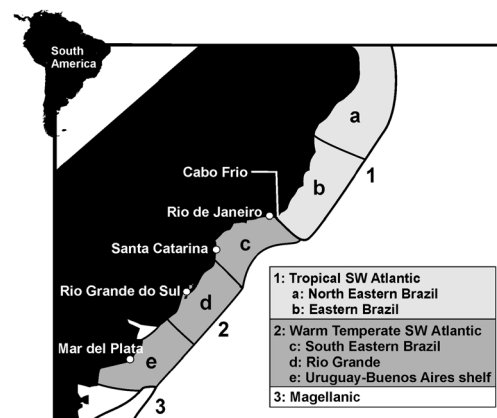 South
America
a
Cabo Frio
b
1
Rio de Janeiro
c
Santa Catarina
Rio Grande do Sul
d
2
Mar del Plata
e
3
1: Tropical SW Atlantic
a: North Eastern Brazil
b: Eastern Brazil
2: Warm Temperate SW Atlantic
c: South Eastern Brazil
d: Rio Grande
e: Uruguay-Buenos Aires shelf
3: Magellanic